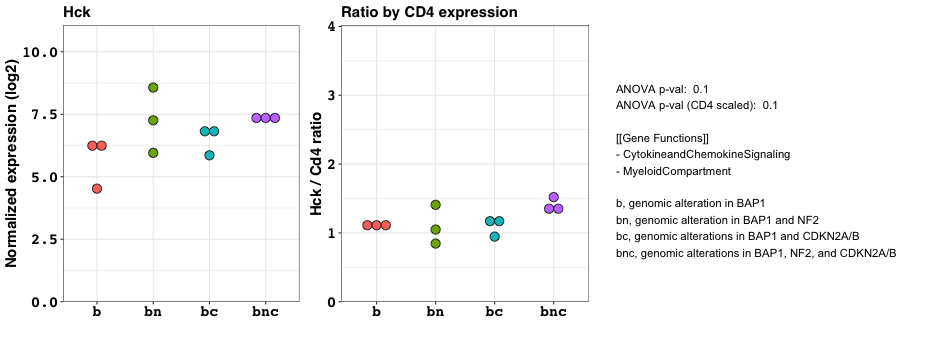 Hck
Normalized expression (log2)
10.0
7.5
5.0
2.5
0.0
b bn bc bnc
Ratio by CD4 expression
Hck / Cd4 ratio
4
3
2
1
0
b bn bc bnc
ANOVA p-val: 0.1
ANOVA p-val (CD4 scaled): 0.1
[[Gene Functions]]
- CytokineandChemokineSignaling
- MyeloidCompartment
b, genomic alteration in BAP1
bn, genomic alteration in BAP1 and NF2
bc, genomic alterations in BAP1 and CDKN2A/B
bnc, genomic alterations in BAP1, NF2, and CDKN2A/B